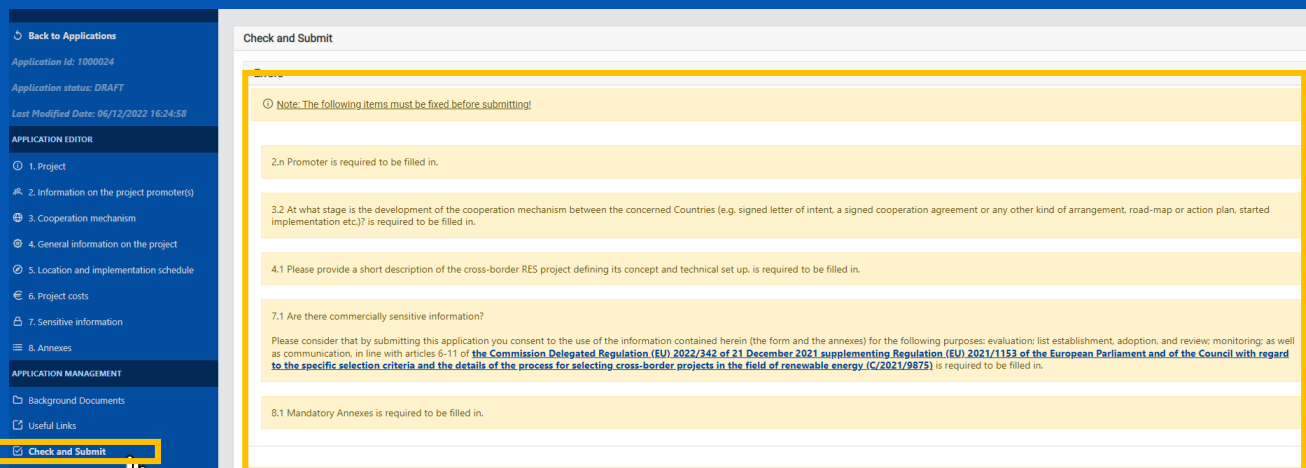 Back to Applications
Application Id: 1000024
Application status: DRAFT
Last Modified Date: 06/12/2022 16:24:58
APPLICATION EDITOR
1. Project
2. Information on the project promoter(s)
3. Cooperation mechanism
4. General information on the project
5. Location and implementation schedule
6. Project costs
7. Sensitive information
8. Annexes
APPLICATION MANAGEMENT
Background Documents
Useful Links
Check and Submit
Check and Submit
Errors
Note: The following items must be fixed before submitting!
2.n Promoter is required to be filled in.
3.2 At what stage is the development of the cooperation mechanism between the concerned Countries (e.g. signed letter of intent, a signed cooperation agreement or any other kind of arrangement, road-map or action plan, started
implementation etc.)? is required to be filled in.
4.1 Please provide a short description of the cross-border RES project defining its concept and technical set up. is required to be filled in.
7.1 Are there commercially sensitive information?
Please consider that by submitting this application you consent to the use of the information contained herein (the form and the annexes) for the following purposes: evaluation; list establishment, adoption, and review; monitoring; as well
as communication, in line with articles 6-11 of the Commission Delegated Regulation (EU) 2022/342 of 21 December 2021 supplementing Regulation (EU) 2021/1153 of the European Parliament and of the Council with regard
to the specific selection criteria and the details of the process for selecting cross-border projects in the field of renewable energy (C/2021/9875) is required to be filled in.
8.1 Mandatory Annexes is required to be filled in.